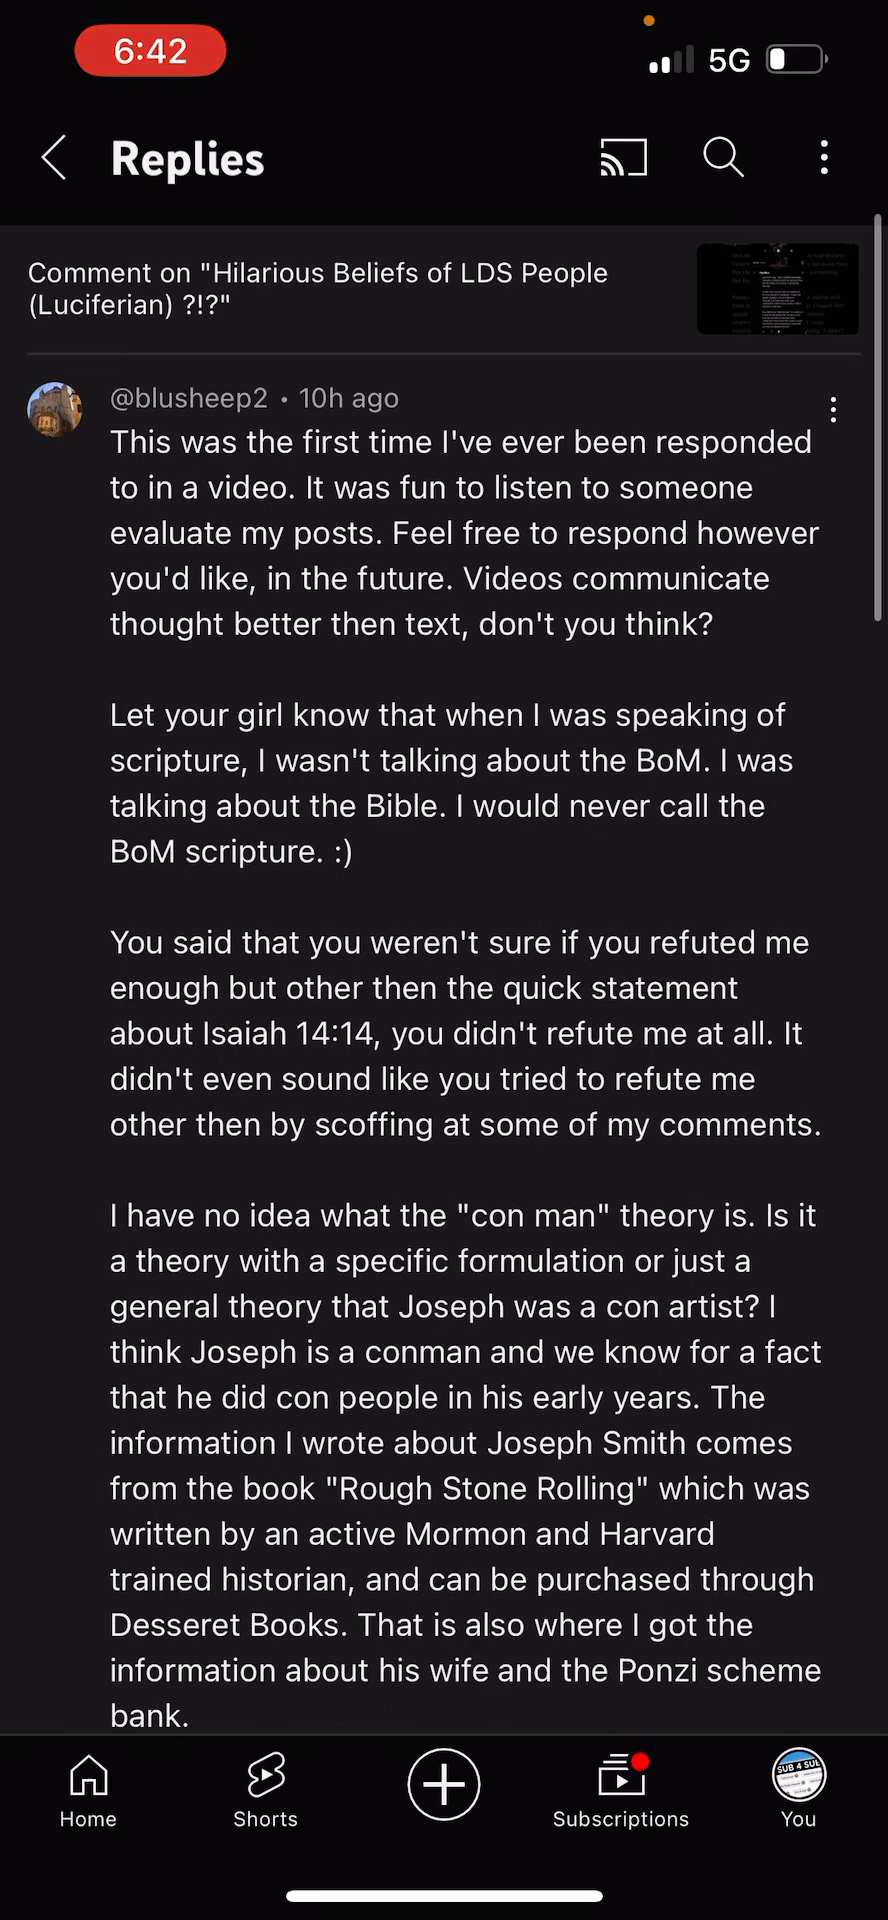 6:42
5G
Replies
Comment on "Hilarious Beliefs of LDS People
(Luciferian) ?!?"
@blusheep2 • 10h ago
This was the first time I've ever been responded
to in a video. It was fun to listen to someone
evaluate my posts. Feel free to respond however
you'd like, in the future. Videos communicate
thought better then text, don't you think?
Let your girl know that when I was speaking of
scripture, I wasn't talking about the BoM. I was
talking about the Bible. I would never call the
BoM scripture. :)
You said that you weren't sure if you refuted me
enough but other then the quick statement
about Isaiah 14:14, you didn't refute me at all. It
didn't even sound like you tried to refute me
other then by scoffing at some of my comments.
I have no idea what the "con man" theory is. Is it
a theory with a specific formulation or just a
general theory that Joseph was a con artist? I
think Joseph is a conman and we know for a fact
that he did con people in his early years. The
information I wrote about Joseph Smith comes
from the book "Rough Stone Rolling" which was
written by an active Mormon and Harvard
trained historian, and can be purchased through
Desseret Books. That is also where I got the
information about his wife and the Ponzi scheme
bank.
SUB 4 SUB
Home
Shorts
Subscriptions
You